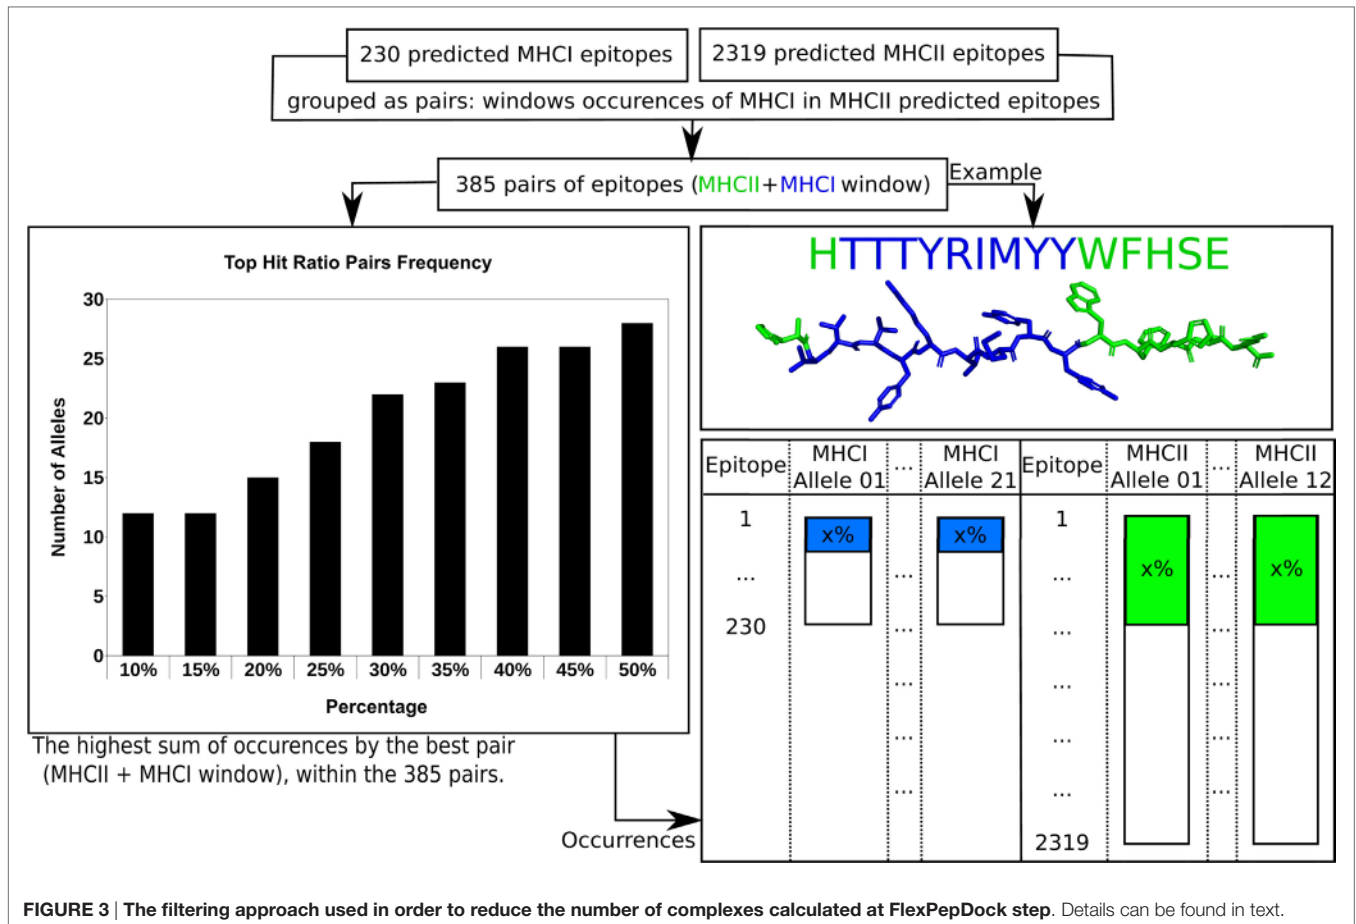 230 predicted MHCI epitopes
2319 predicted MHCII epitopes
grouped as pairs: windows occurences of MHCI in MHCII predicted epitopes
385 pairs of epitopes (MHCII+MHCI window)
Example
Top Hit Ratio Pairs Frequency
30
25
20
15
10
5
0
Number of Alleles
10% 15% 20% 25% 30% 35% 40% 45% 50%
Percentage
The highest sum of occurences by the best pair
(MHCII + MHCI window), within the 385 pairs.
Occurrences
HTTTYRIMYYWFHSE
Epitope MHCI Allele 01 ... MHCI Allele 21 Epitope MHCII Allele 01 ... MHCII Allele 12
1 x% x% 1 x% x%
... ... ... ...
230 ... ... ...
... ... ...
... ... ...
... ... ...
2319
FIGURE 3 | The filtering approach used in order to reduce the number of complexes calculated at FlexPepDock step. Details can be found in text.